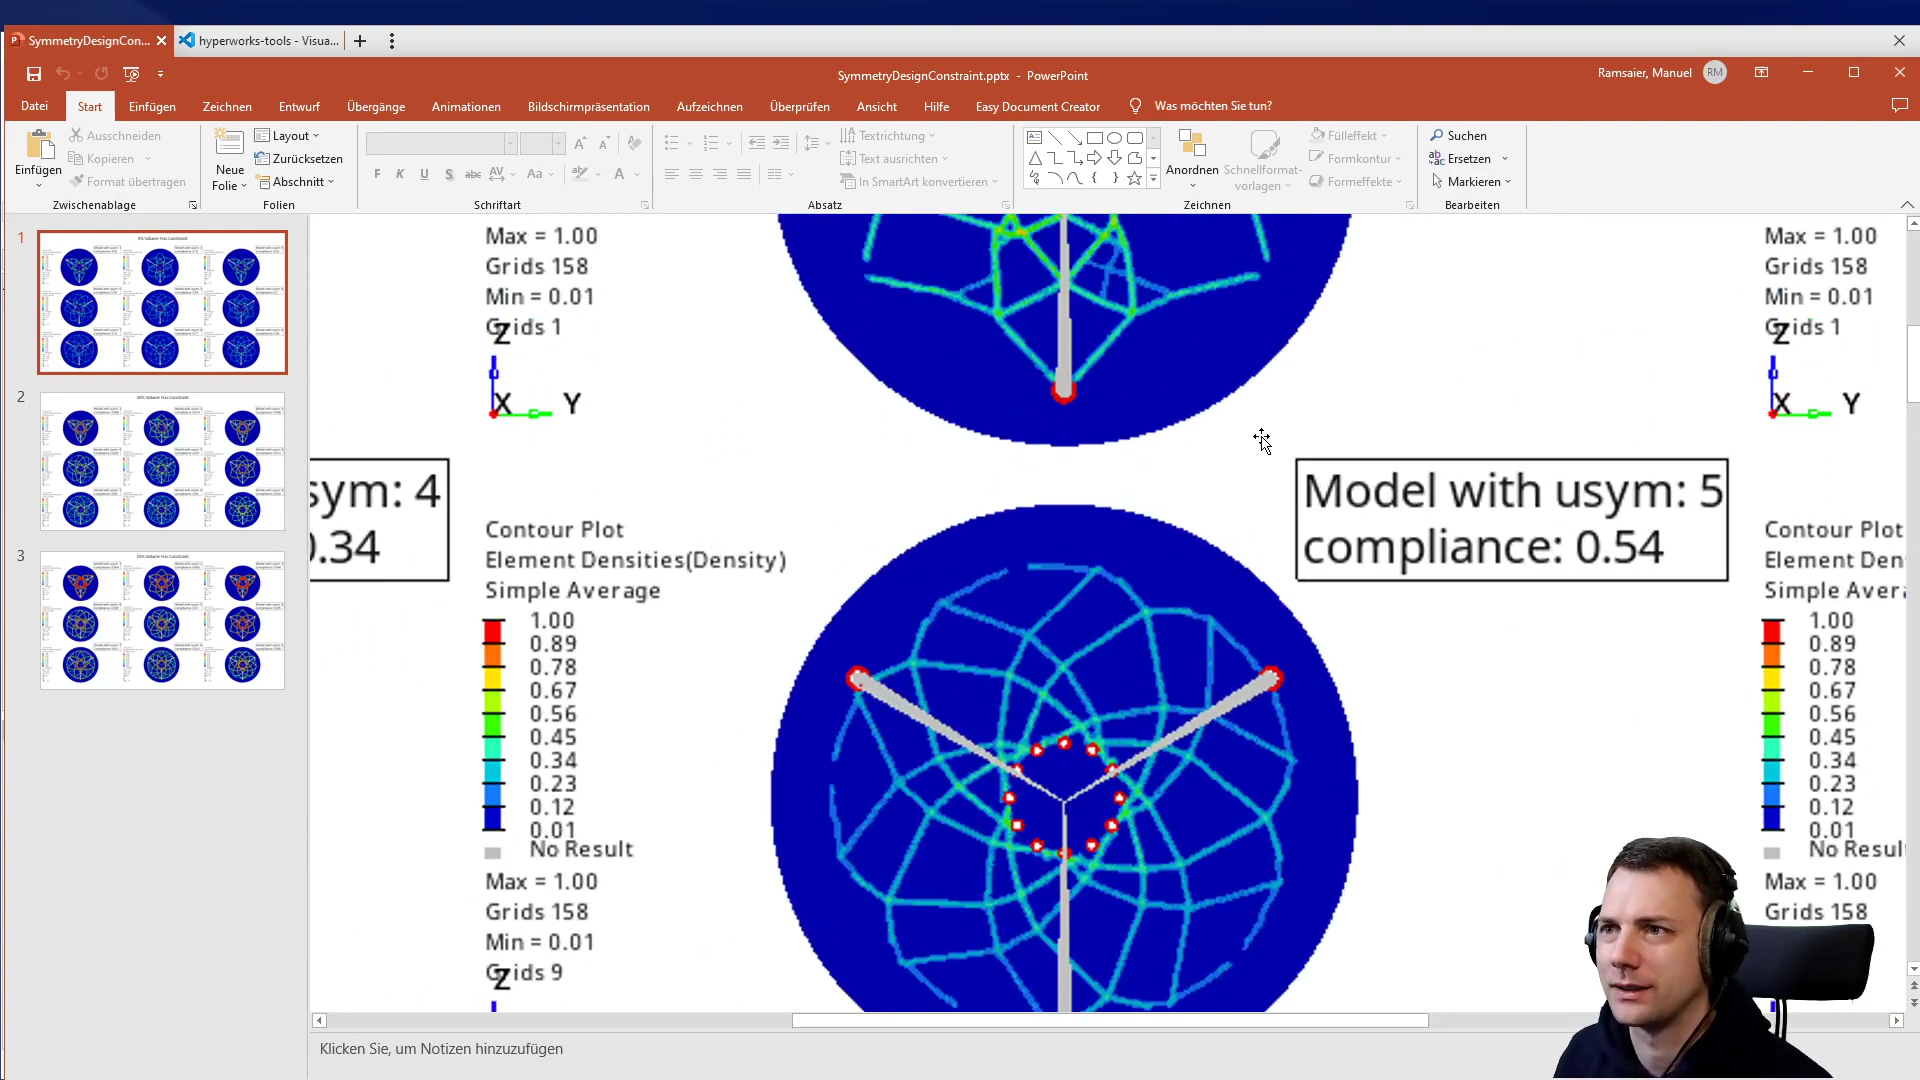 SymmetryDesignCon...
hyperworks-tools - Visua...
SymmetryDesignConstraint.pptx - PowerPoint
Ramsaier, Manuel
RM
Datei
Start
Einfügen
Zeichnen
Entwurf
Übergänge
Animationen
Bildschirmpräsentation
Aufzeichnen
Überprüfen
Ansicht
Hilfe
Easy Document Creator
Was möchten Sie tun?
Einfügen
Ausschneiden
Kopieren
Format übertragen
Zwischenablage
Neue
Folie
Layout
Zurücksetzen
Abschnitt
Folien
F K U S abc AV Aa A
Schriftart
Textrichtung
Text ausrichten
In SmartArt konvertieren
Absatz
Anordnen
Schnellformat-
vorlagen
Fülleffekt
Formkontur
Formeffekte
Zeichnen
Suchen
Ersetzen
Markieren
Bearbeiten
1
2
3
Max = 1.00
Grids 158
Min = 0.01
Grids 1
Z
X Y
Max = 1.00
Grids 158
Min = 0.01
Grids 1
Z
X Y
sym: 4
0.34
Model with usym: 5
compliance: 0.54
Contour Plot
Element Densities(Density)
Simple Average
1.00
0.89
0.78
0.67
0.56
0.45
0.34
0.23
0.12
0.01
No Result
Max = 1.00
Grids 158
Min = 0.01
Grids 9
Z
Contour Plot
Element Den
Simple Avera
1.00
0.89
0.78
0.67
0.56
0.45
0.34
0.23
0.12
0.01
No Resul
Max = 1.00
Grids 158
Klicken Sie, um Notizen hinzuzufügen